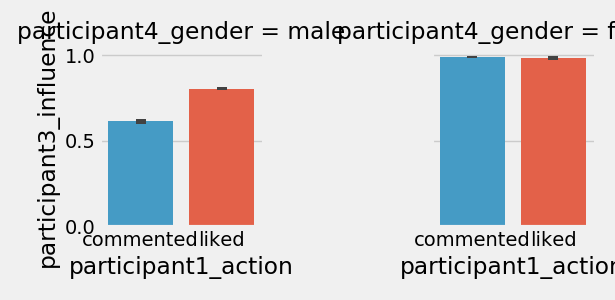 participant4_gender = male
participant4_gender = f
participant3_influence
1.0
0.5
0.0
commented liked
commented liked
participant1_action
participant1_action